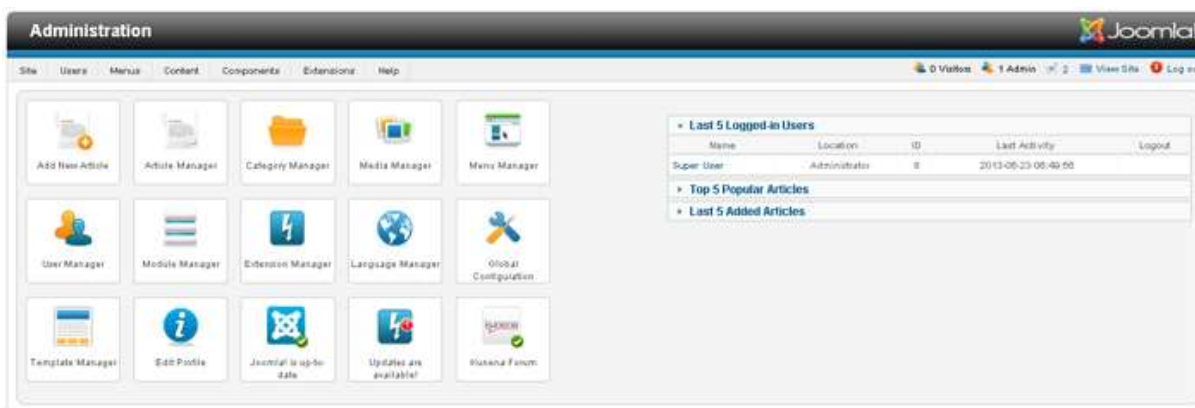 Administration
Joomla!
Site Users Menus Content Components Extensions Help
0 Visitors 1 Admin 2 View Site Log o
Add New Article Article Manager Category Manager Media Manager Menu Manager
Last 5 Logged-in Users
Name Location ID Last Activity Logout
Super User Administrator 2013-06-23 06:49:56
Top 5 Popular Articles
Last 5 Added Articles
User Manager Module Manager Extension Manager Language Manager Global
Configuration
Template Manager Edit Profile Joomla! is up-to-
date
Updates are
available!
Kunena Forum